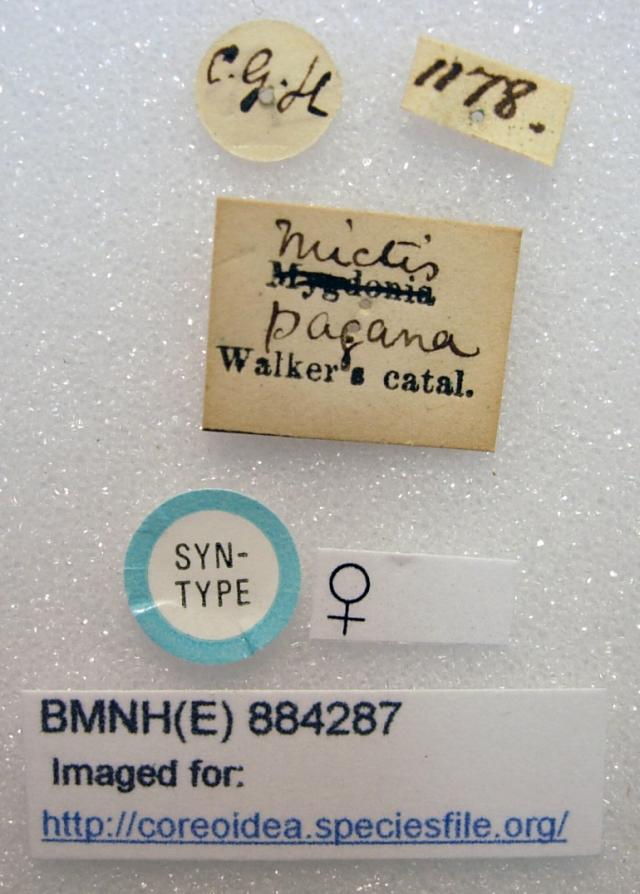 C.G.H
1178.
Mictis
Mygdonia
pagana
Walker's catal.
SYN-
TYPE
♀
BMNH(E) 884287
Imaged for:
http://coreoidea.speciesfile.org/